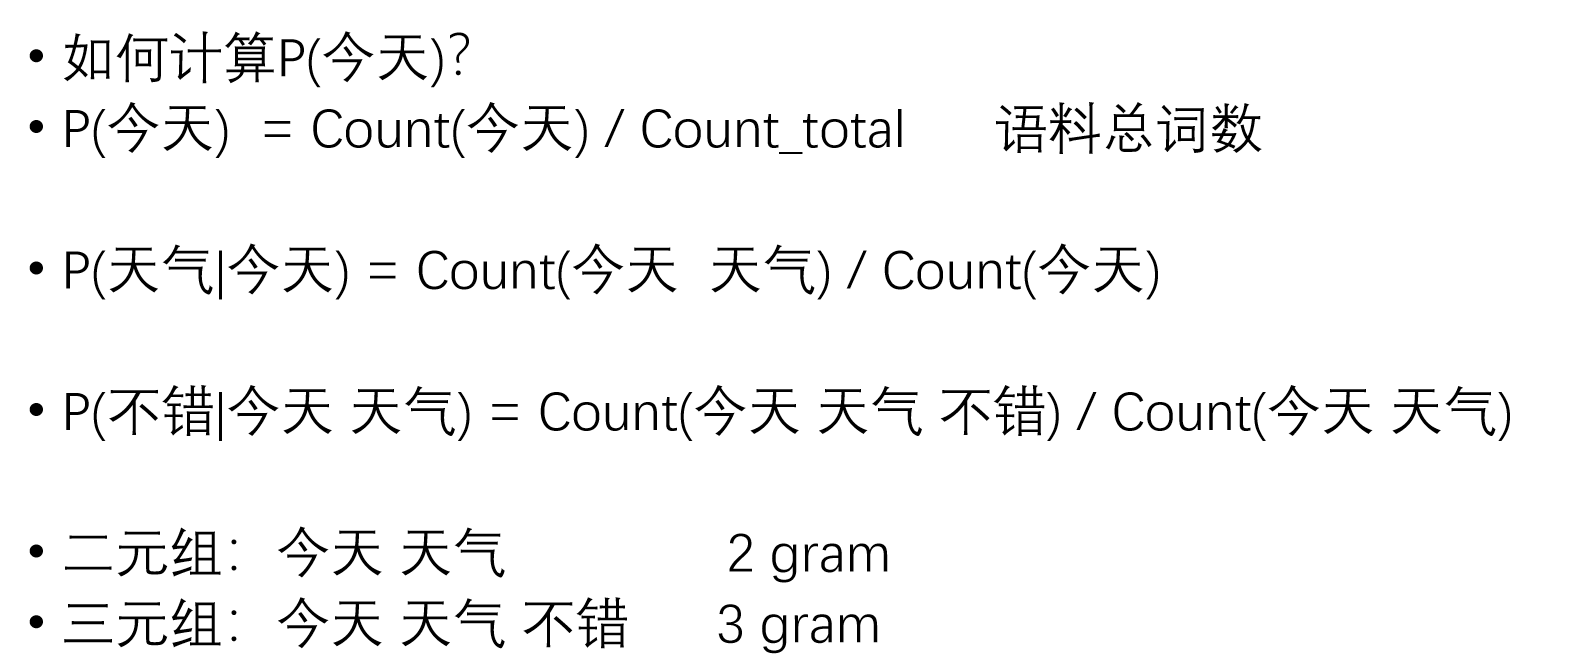 • 如何计算P(今天)？
• P(今天) = Count(今天) / Count_total 语料总词数
• P(天气|今天) = Count(今天 天气) / Count(今天)
• P(不错|今天 天气) = Count(今天 天气 不错) / Count(今天 天气)
• 二元组：今天 天气 2 gram
• 三元组：今天 天气 不错 3 gram